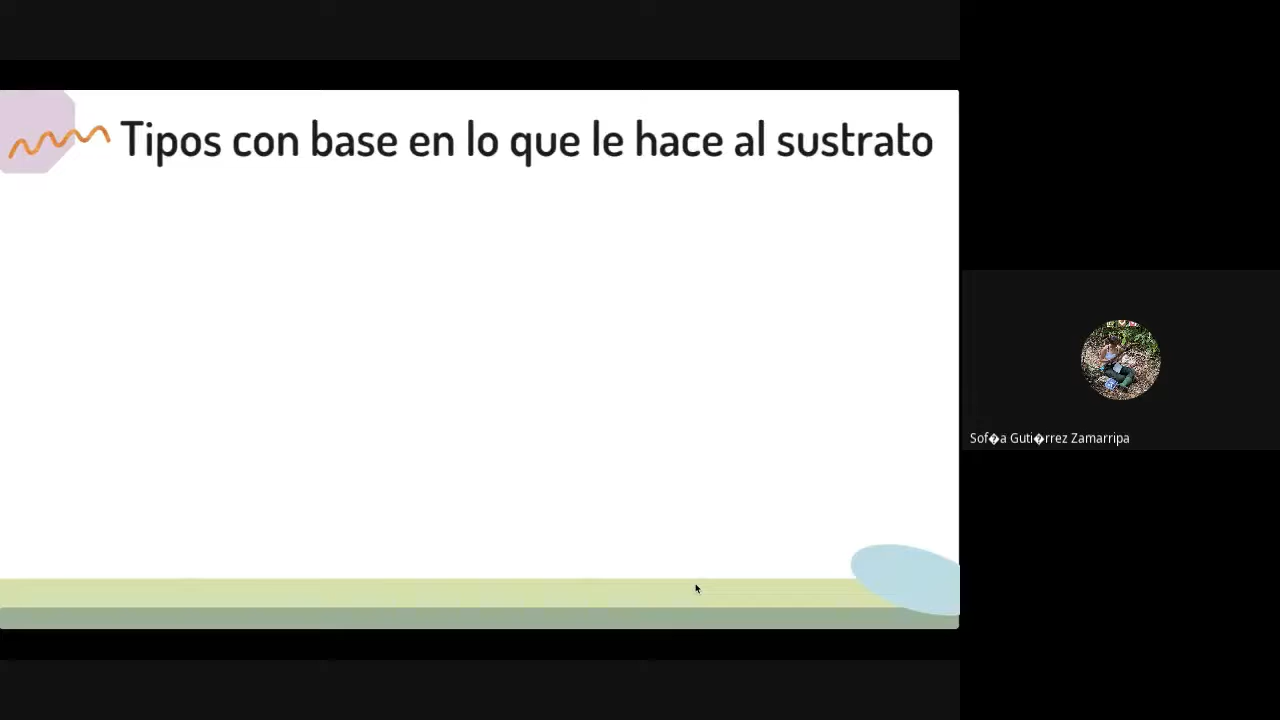 Tipos con base en lo que le hace al sustrato
Sof�a Guti�rrez Zamarripa